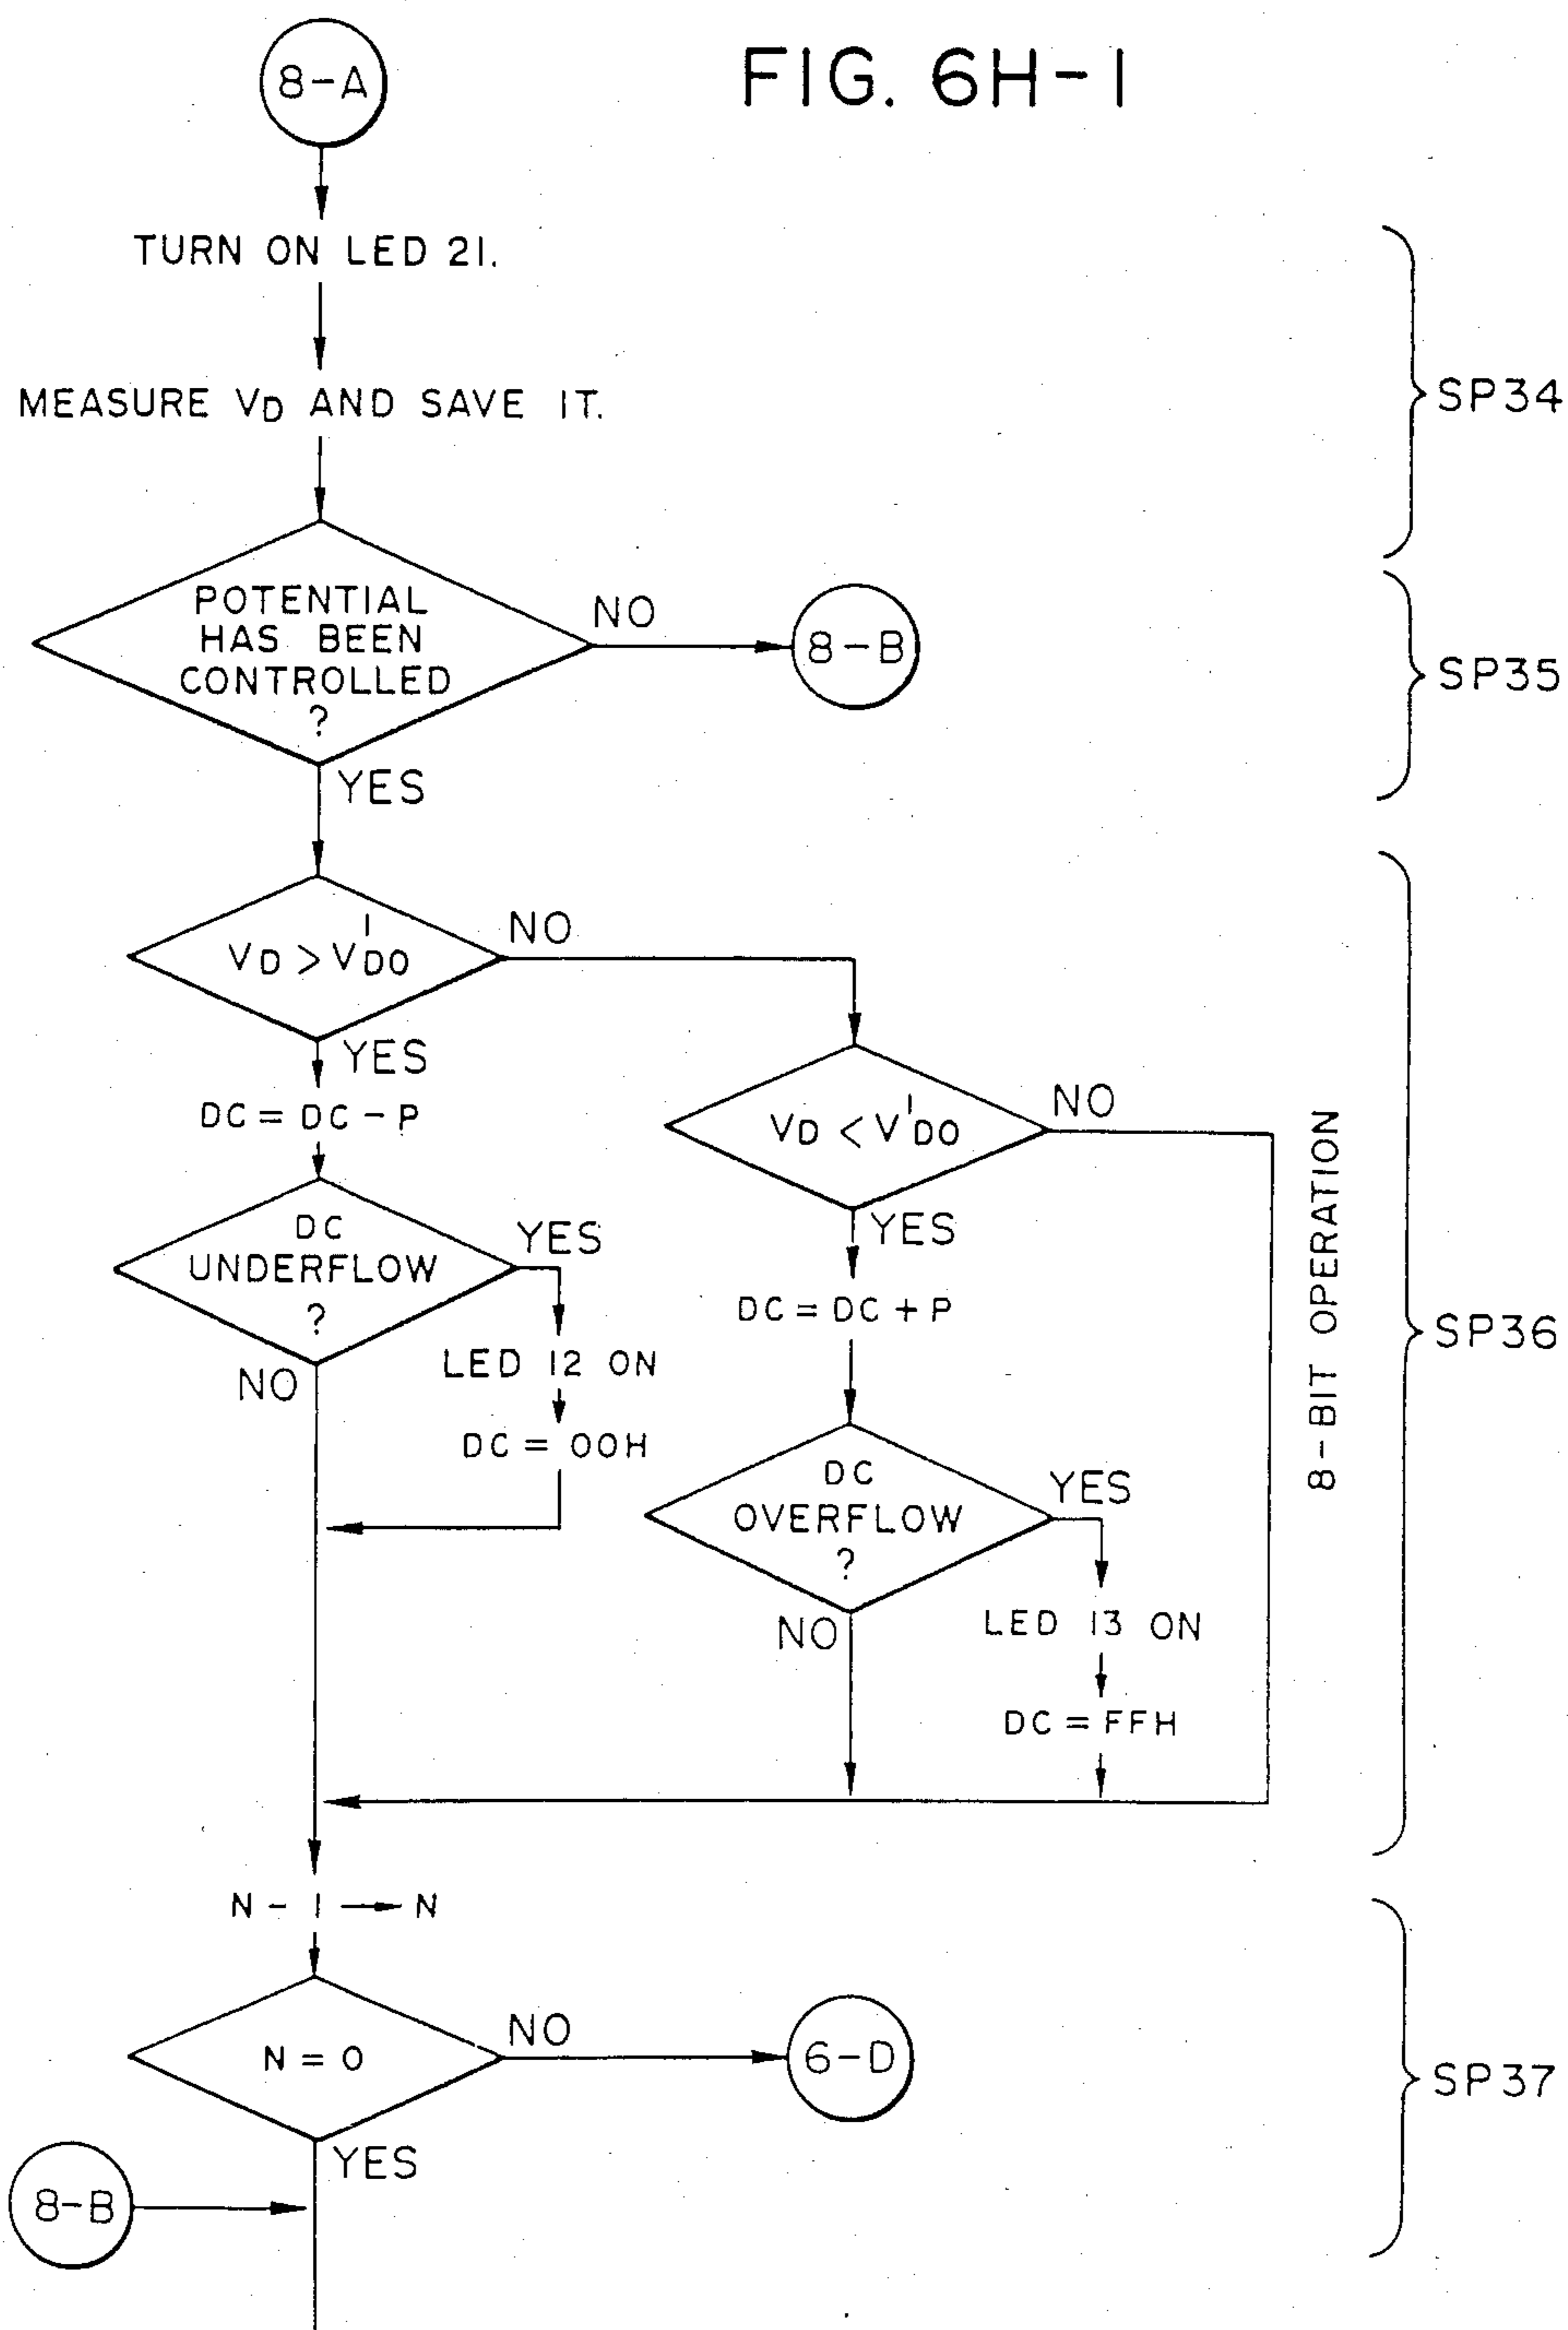 FIG. 6H-1
8-A
TURN ON LED 21.
MEASURE VD AND SAVE IT.
SP34
POTENTIAL
HAS BEEN
CONTROLLED
?
NO
8-B
SP35
YES
VD > V'DO
NO
YES
DC = DC - P
VD < V'DO
NO
DC
UNDERFLOW
?
YES
NO
LED 12 ON
DC = 00H
YES
DC = DC + P
8-BIT OPERATION
SP36
DC
OVERFLOW
?
YES
NO
LED 13 ON
DC = FFH
N - 1 → N
N = 0
NO
6-D
SP37
YES
8-B